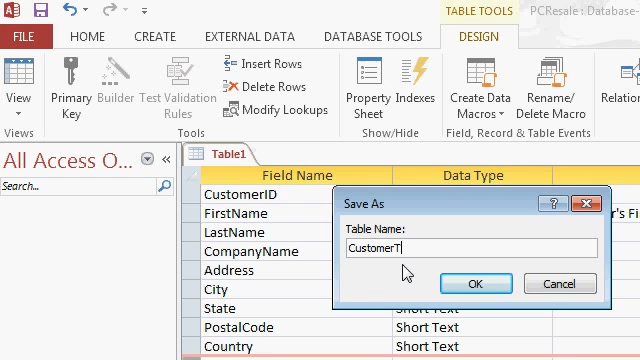 TABLE TOOLS
PCResale : Database-
FILE HOME CREATE EXTERNAL DATA DATABASE TOOLS DESIGN
View
Primary Key
Builder
Test Validation Rules
Insert Rows
Delete Rows
Modify Lookups
Property Sheet
Indexes
Create Data Macros
Rename/ Delete Macro
Relation
Views Tools Show/Hide Field, Record & Table Events
All Access O...
Search...
Table1
Field Name Data Type
CustomerID
FirstName
LastName
CompanyName
Address
City
State Short Text
PostalCode Short Text
Country Short Text
er's Fi
Save As
?
Table Name:
CustomerT
OK Cancel